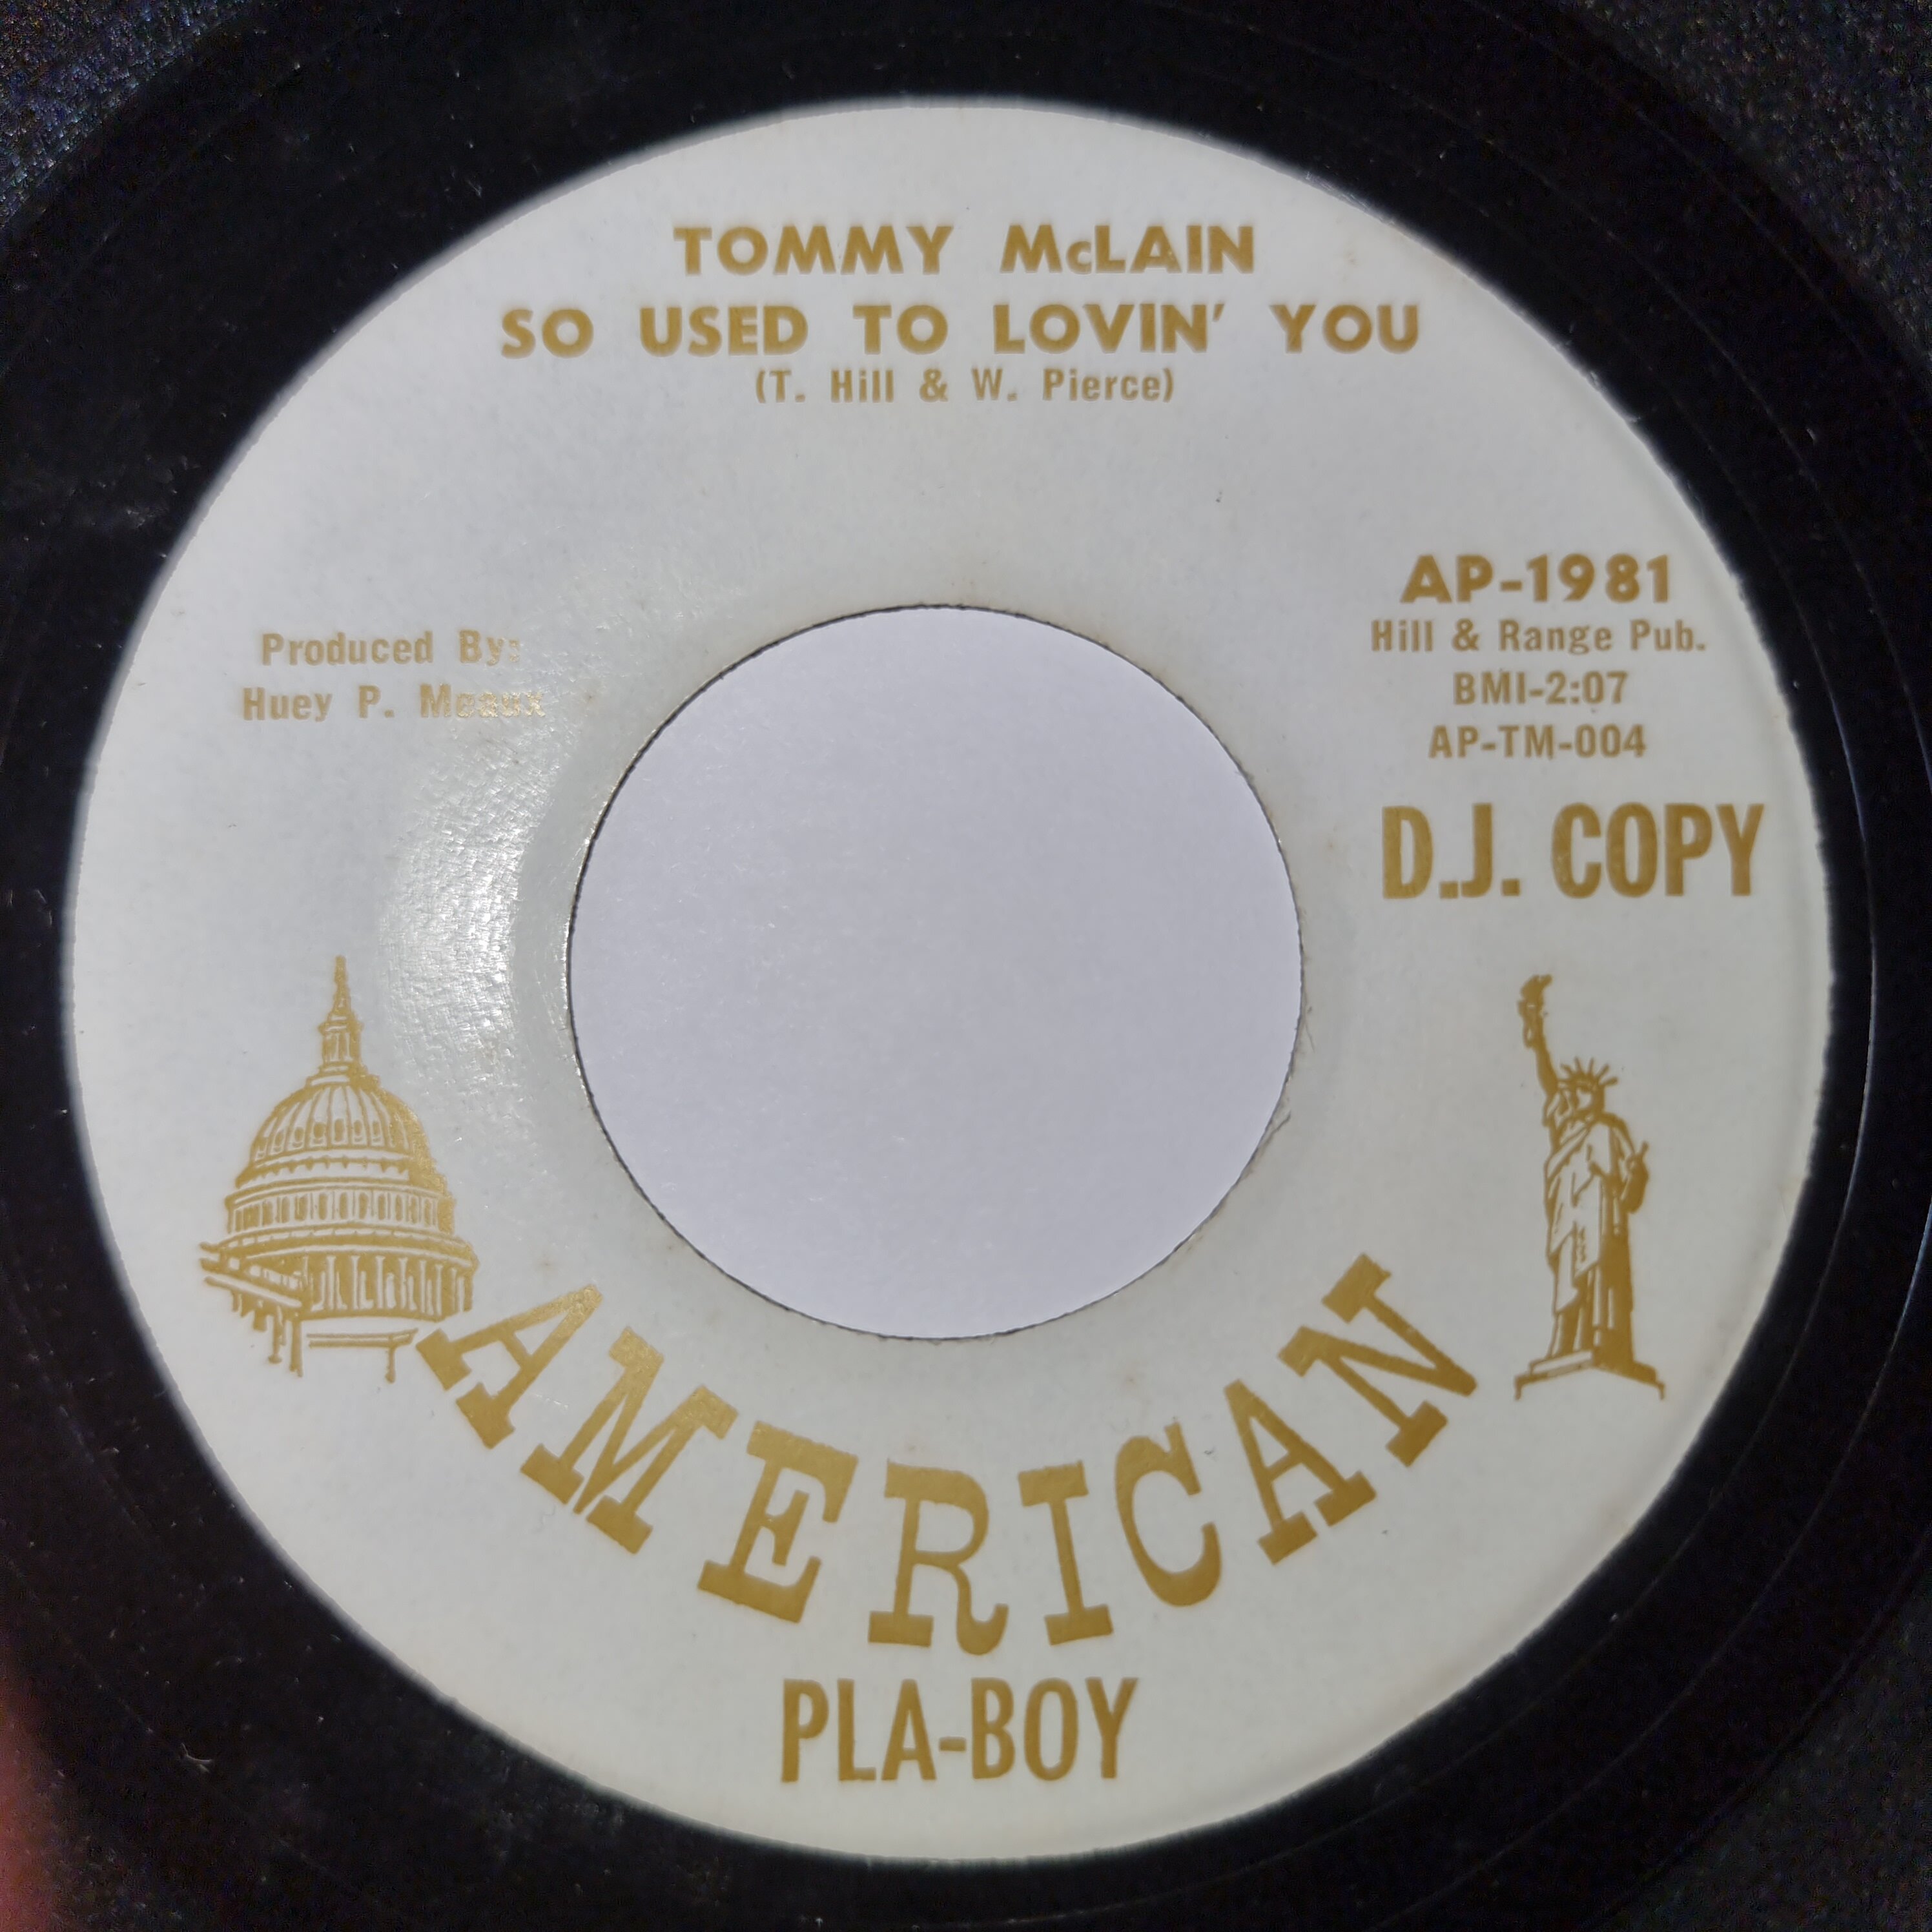 TOMMY McLAIN
SO USED TO LOVIN' YOU
(T. Hill & W. Pierce)
Produced By:
Huey P. Meaux
AP-1981
Hill & Range Pub.
BMI-2:07
AP-TM-004
D.J. COPY
AMERICAN
PLA-BOY